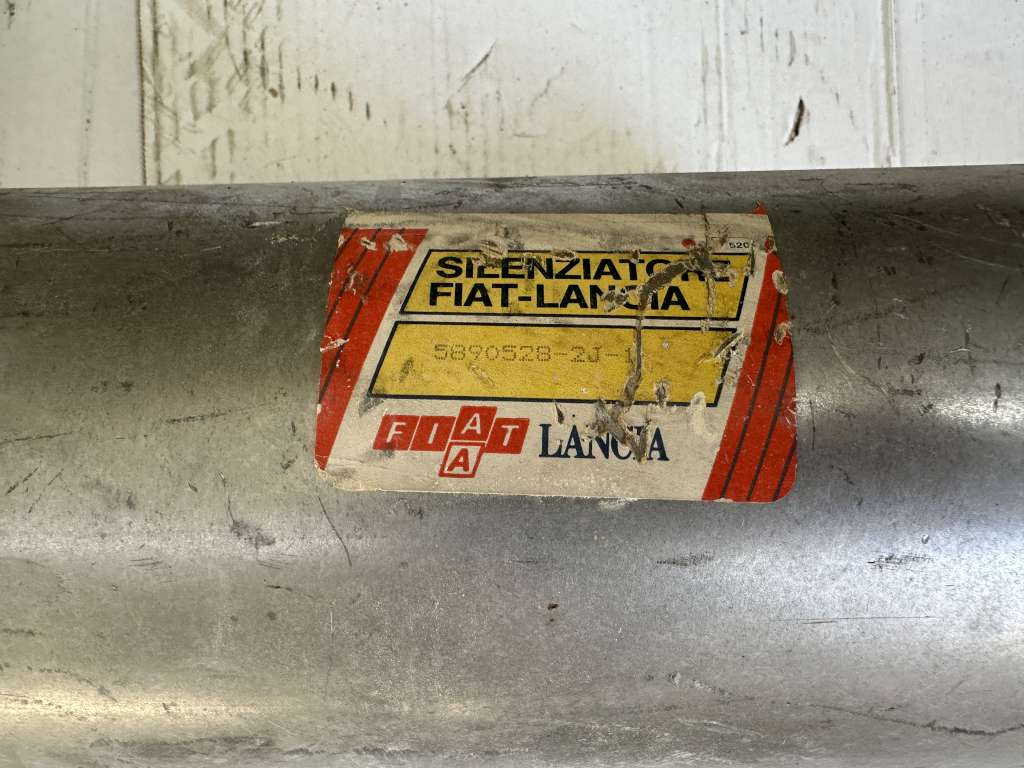 520
SILENZIATORE
FIAT-LANCIA
5890528-2J-1
FIAT LANCIA
A